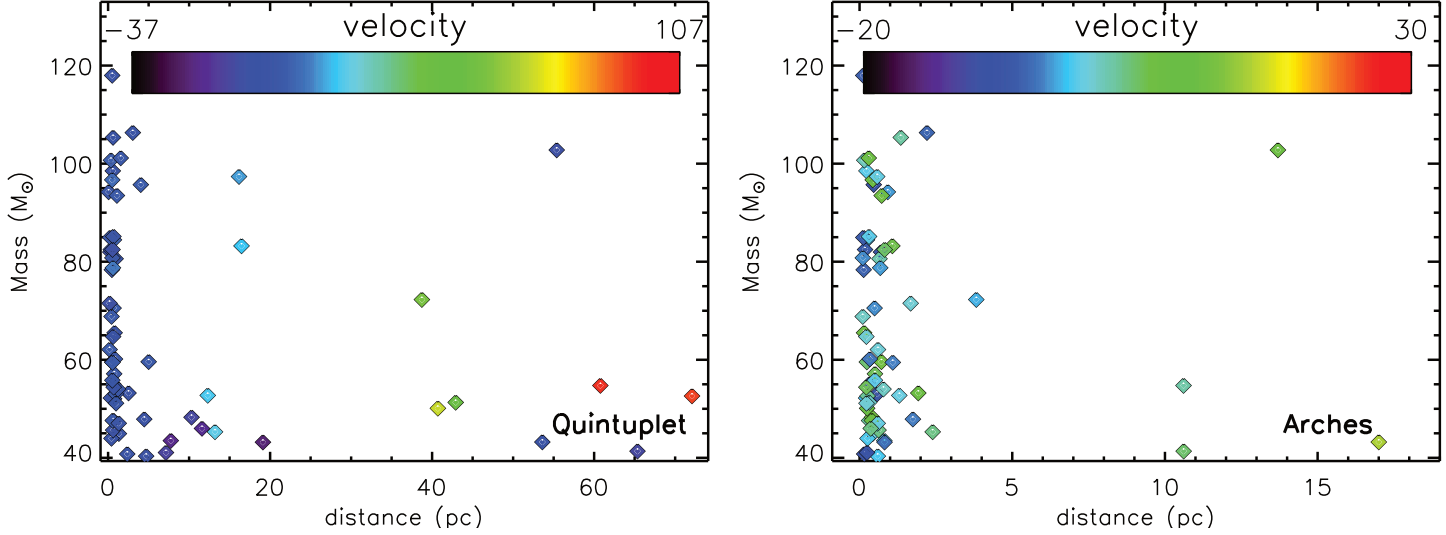 −37 velocity 107
120
100
80
60
40
Mass (M⊙)
Quintuplet
0 20 40 60
distance (pc)
−20 velocity 30
120
100
80
60
40
Mass (M⊙)
Arches
0 5 10 15
distance (pc)